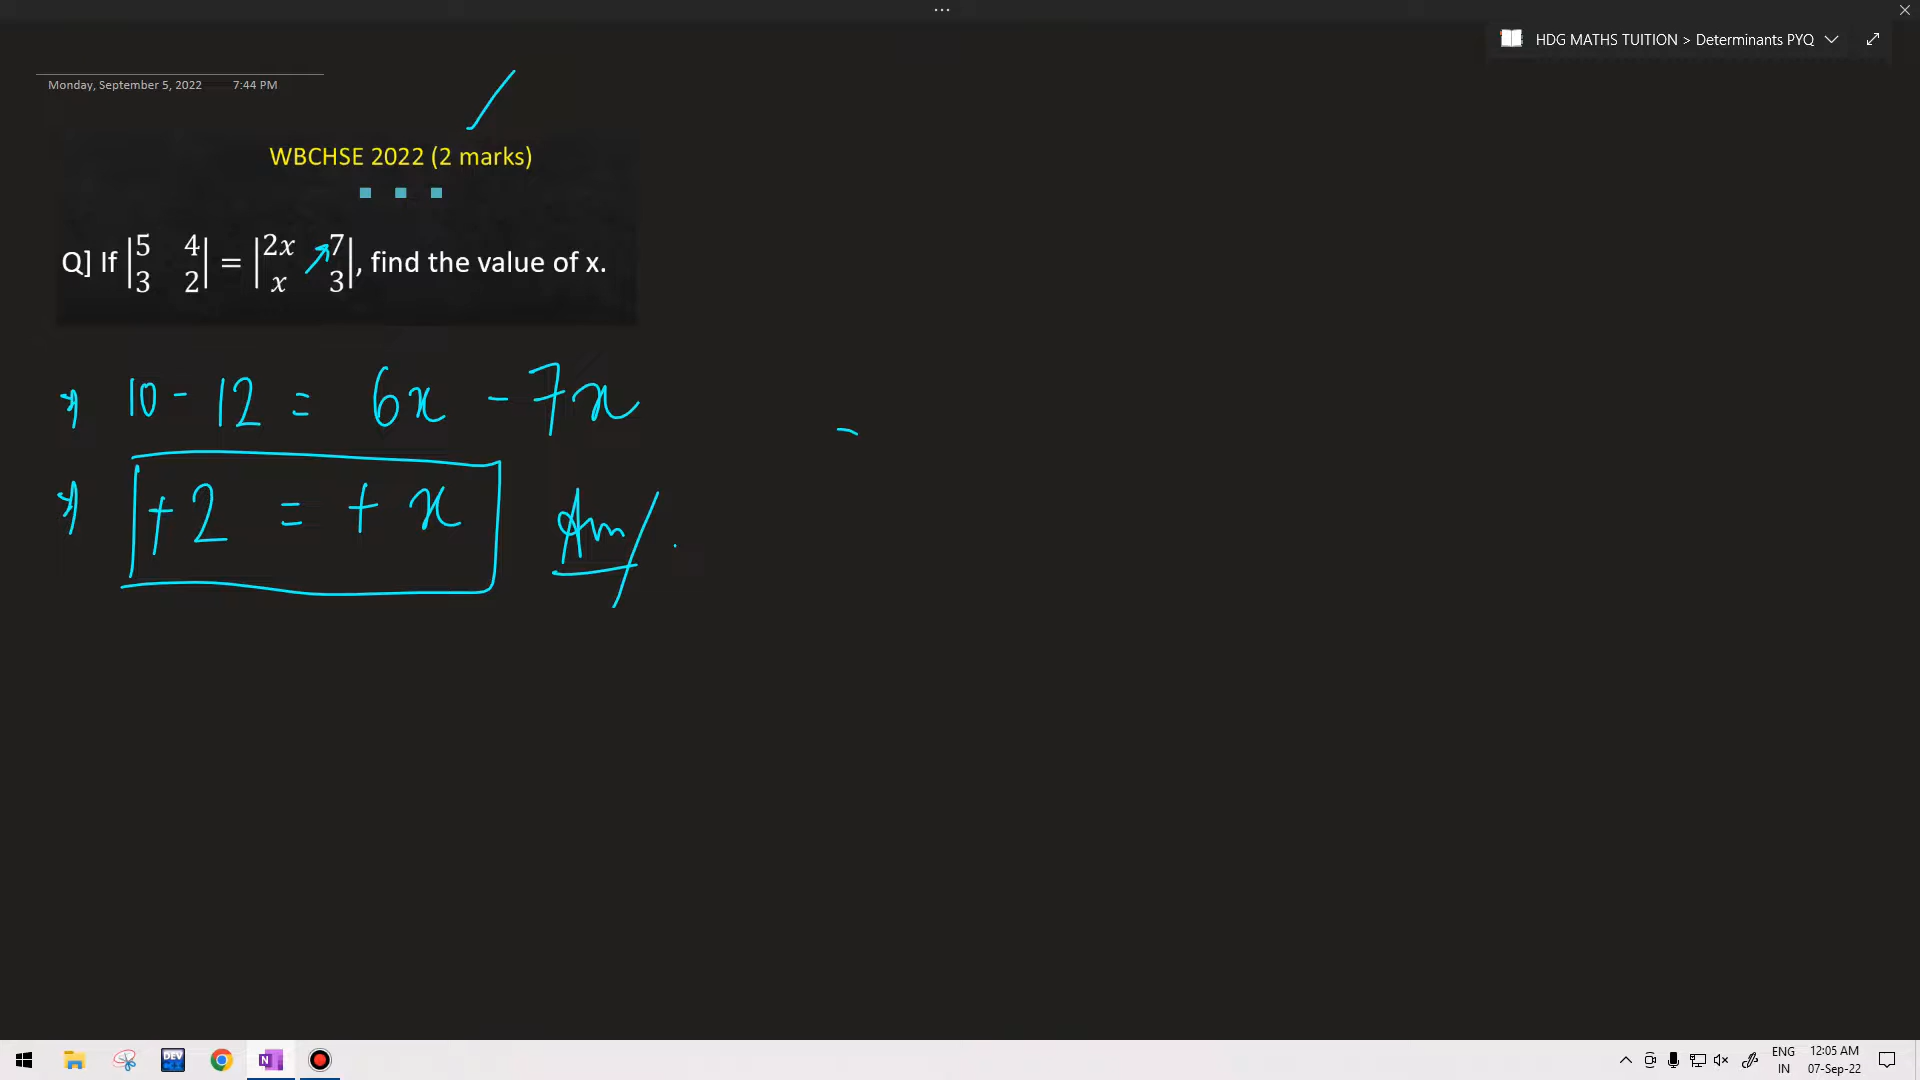 HDG MATHS TUITION > Determinants PYQ
Monday, September 5, 2022 7:44 PM
WBCHSE 2022 (2 marks)
Q] If |5 4| = |2x 7|, find the value of x.
|3 2| |x 3|
⇒ 10 - 12 = 6x - 7x
⇒ +2 = + x Ans
DEV
N
ENG 12:05 AM
IN 07-Sep-22